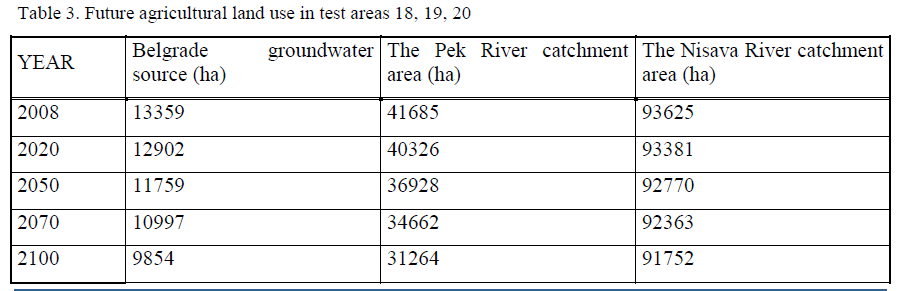 Table 3. Future agricultural land use in test areas 18, 19, 20
YEAR Belgrade groundwater source (ha) The Pek River catchment area (ha) The Nisava River catchment area (ha)
2008 13359 41685 93625
2020 12902 40326 93381
2050 11759 36928 92770
2070 10997 34662 92363
2100 9854 31264 91752